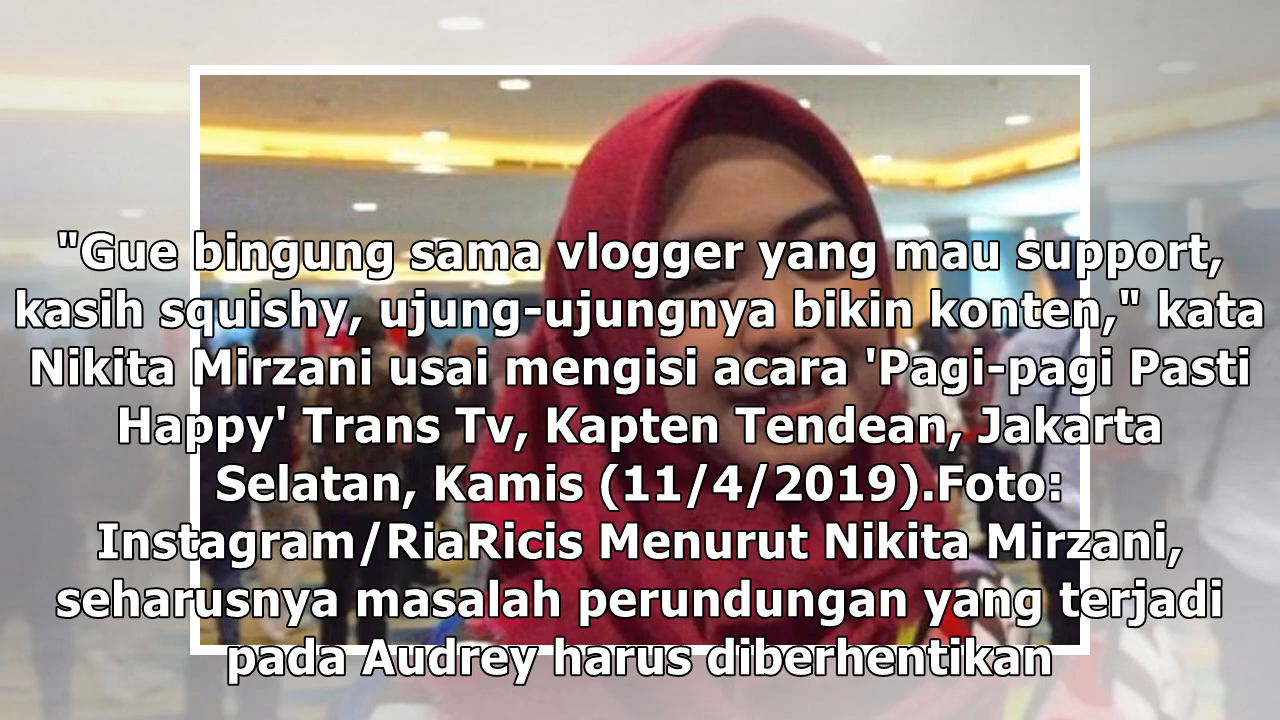 "Gue bingung sama vlogger yang mau support,
kasih squishy, ujung-ujungnya bikin konten," kata
Nikita Mirzani usai mengisi acara 'Pagi-pagi Pasti
Happy' Trans Tv, Kapten Tendean, Jakarta
Selatan, Kamis (11/4/2019).Foto:
Instagram/RiaRicis Menurut Nikita Mirzani,
seharusnya masalah perundungan yang terjadi
pada Audrey harus diberhentikan